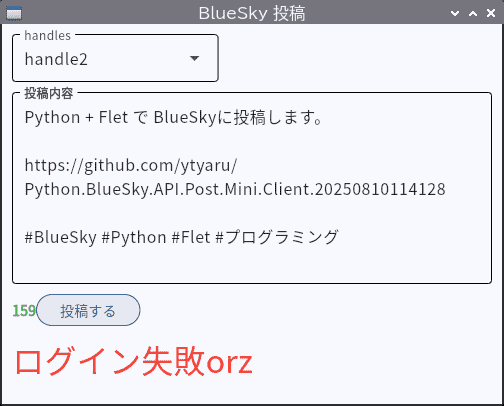 BlueSky 投稿
handles
handle2
投稿内容
Python + Flet で BlueSkyに投稿します。
https://github.com/ytyaru/
Python.BlueSky.API.Post.Mini.Client.20250810114128
#BlueSky #Python #Flet #プログラミング
159 投稿する
ログイン失敗orz